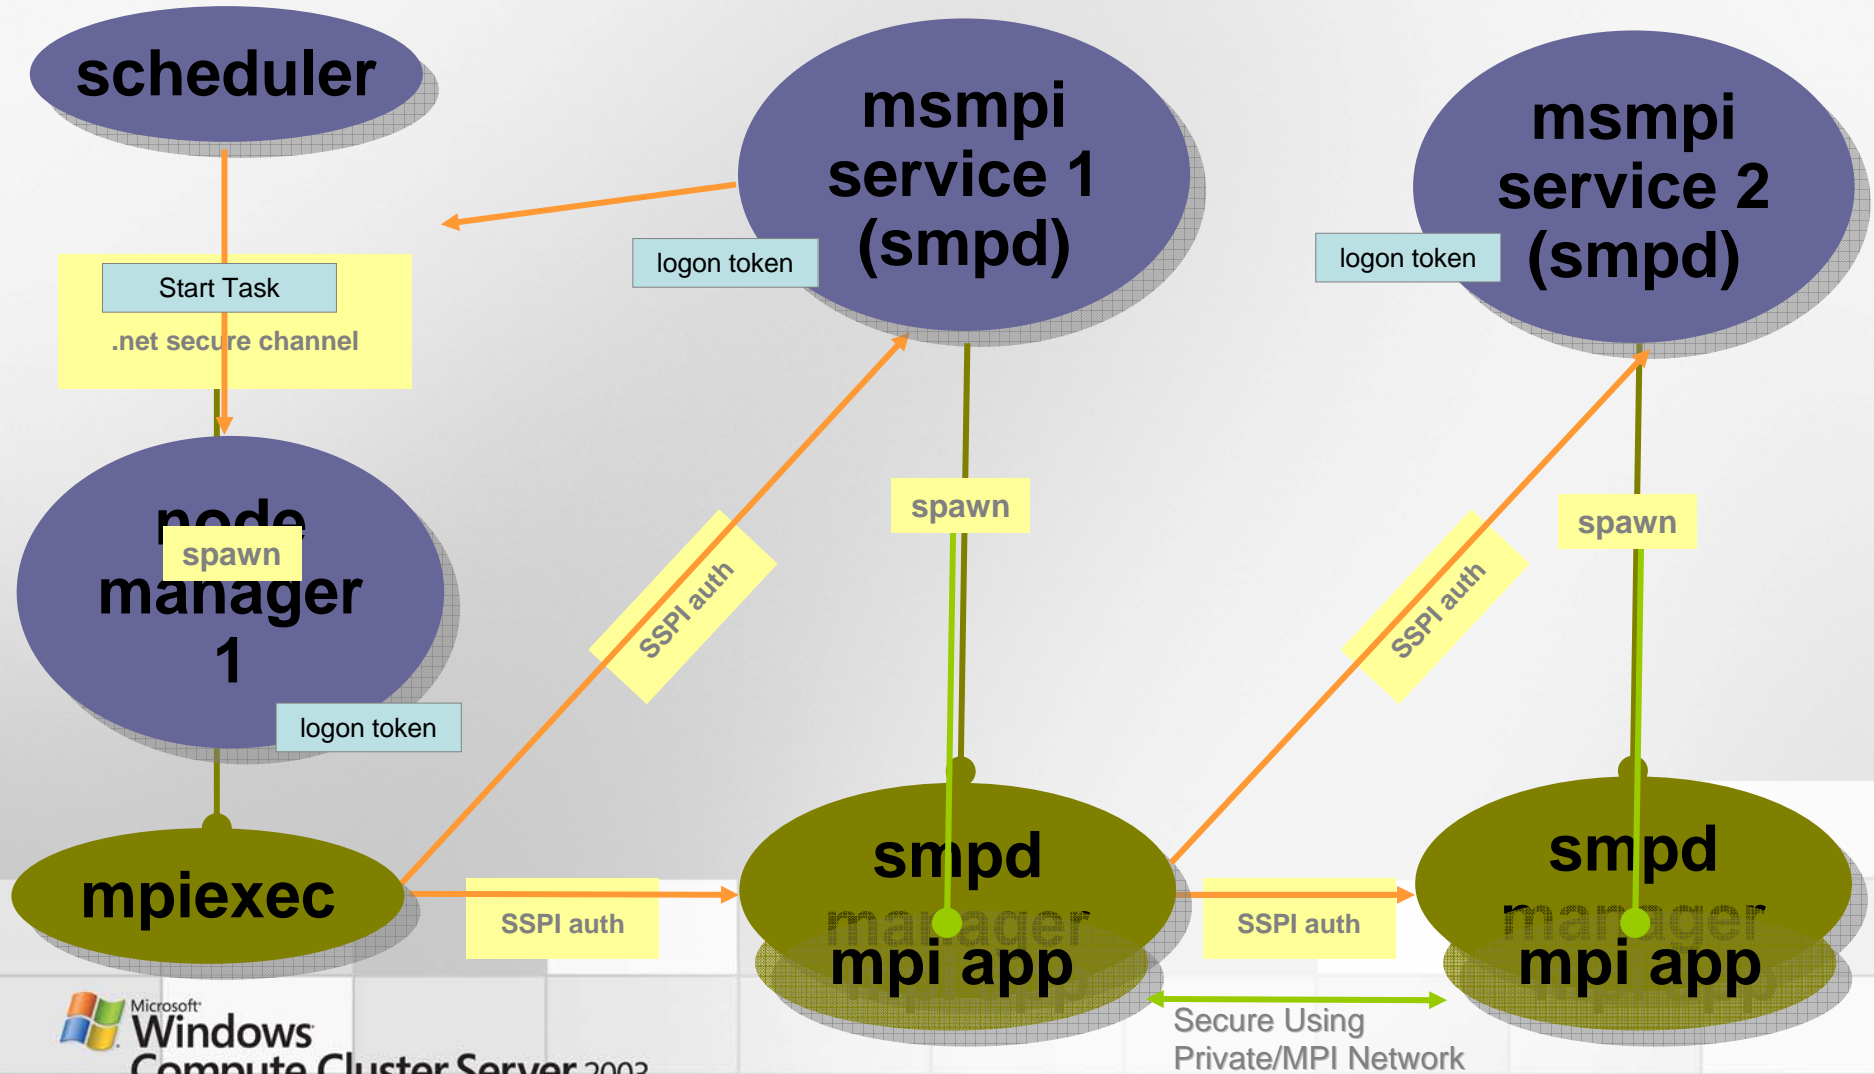 scheduler
Start Task
.net secure channel
node
manager
1
spawn
logon token
mpiexec
msmpi
service 1
(smpd)
logon token
spawn
SSPI auth
SSPI auth
smpd
manager
mpi app
msmpi
service 2
(smpd)
logon token
spawn
SSPI auth
SSPI auth
smpd
manager
mpi app
Secure Using
Private/MPI Network
Microsoft
Windows
Compute Cluster Server 2003